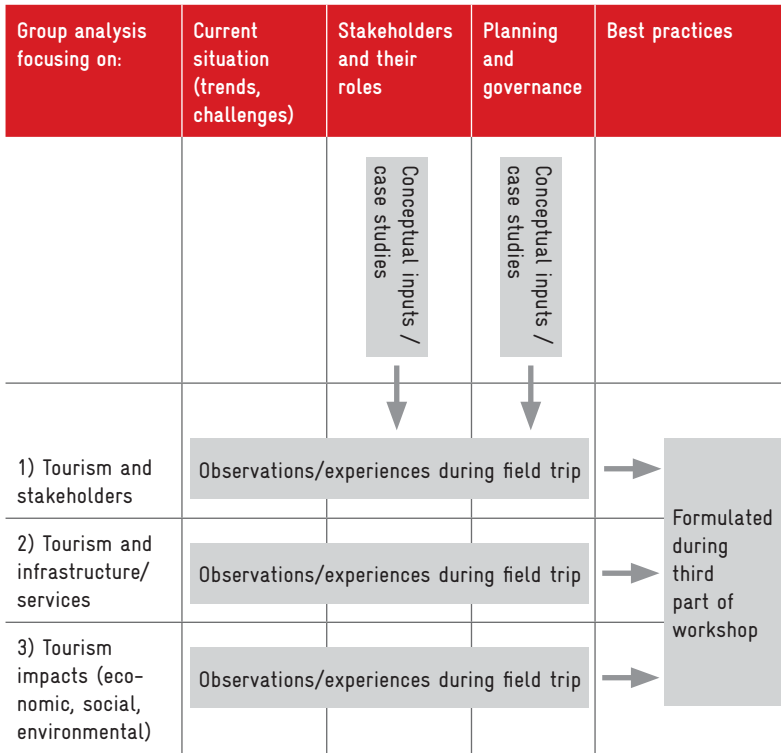 Group analysis
focusing on:
Current
situation
(trends,
challenges)
Stakeholders
and their
roles
Planning
and
governance
Best practices
Conceptual inputs /
case studies
Conceptual inputs /
case studies
1) Tourism and
stakeholders
Observations/experiences during field trip
2) Tourism and
infrastructure/
services
Observations/experiences during field trip
3) Tourism
impacts (eco-
nomic, social,
environmental)
Observations/experiences during field trip
Formulated
during
third
part of
workshop